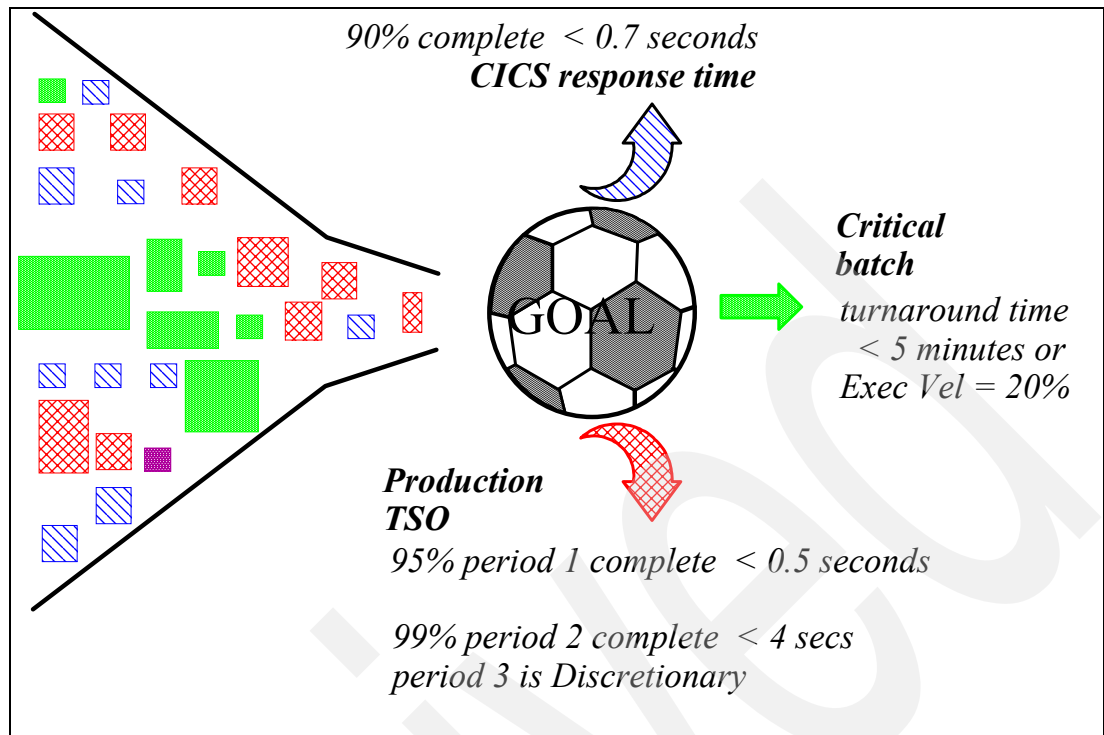 90% complete < 0.7 seconds
CICS response time
GOAL
Critical
batch
turnaround time
< 5 minutes or
Exec Vel = 20%
Production
TSO
95% period 1 complete < 0.5 seconds
99% period 2 complete < 4 secs
period 3 is Discretionary